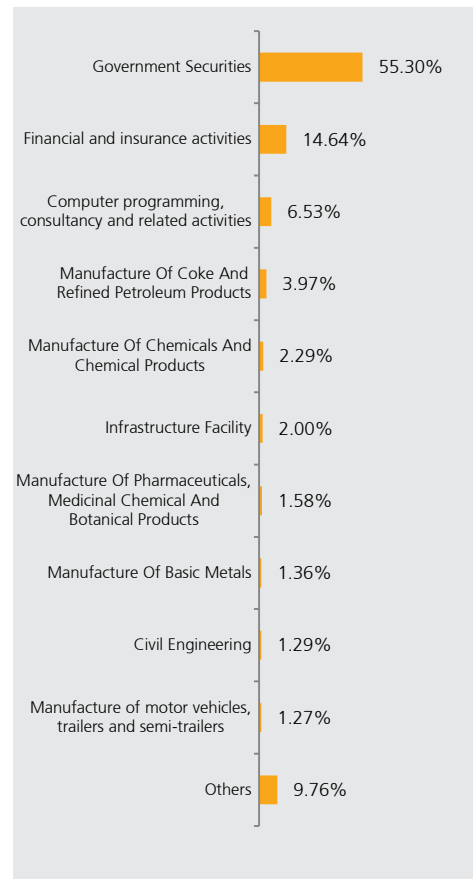 Government Securities 55.30%
Financial and insurance activities 14.64%
Computer programming,
consultancy and related activities 6.53%
Manufacture Of Coke And
Refined Petroleum Products 3.97%
Manufacture Of Chemicals And
Chemical Products 2.29%
Infrastructure Facility 2.00%
Manufacture Of Pharmaceuticals,
Medicinal Chemical And
Botanical Products 1.58%
Manufacture Of Basic Metals 1.36%
Civil Engineering 1.29%
Manufacture of motor vehicles,
trailers and semi-trailers 1.27%
Others 9.76%